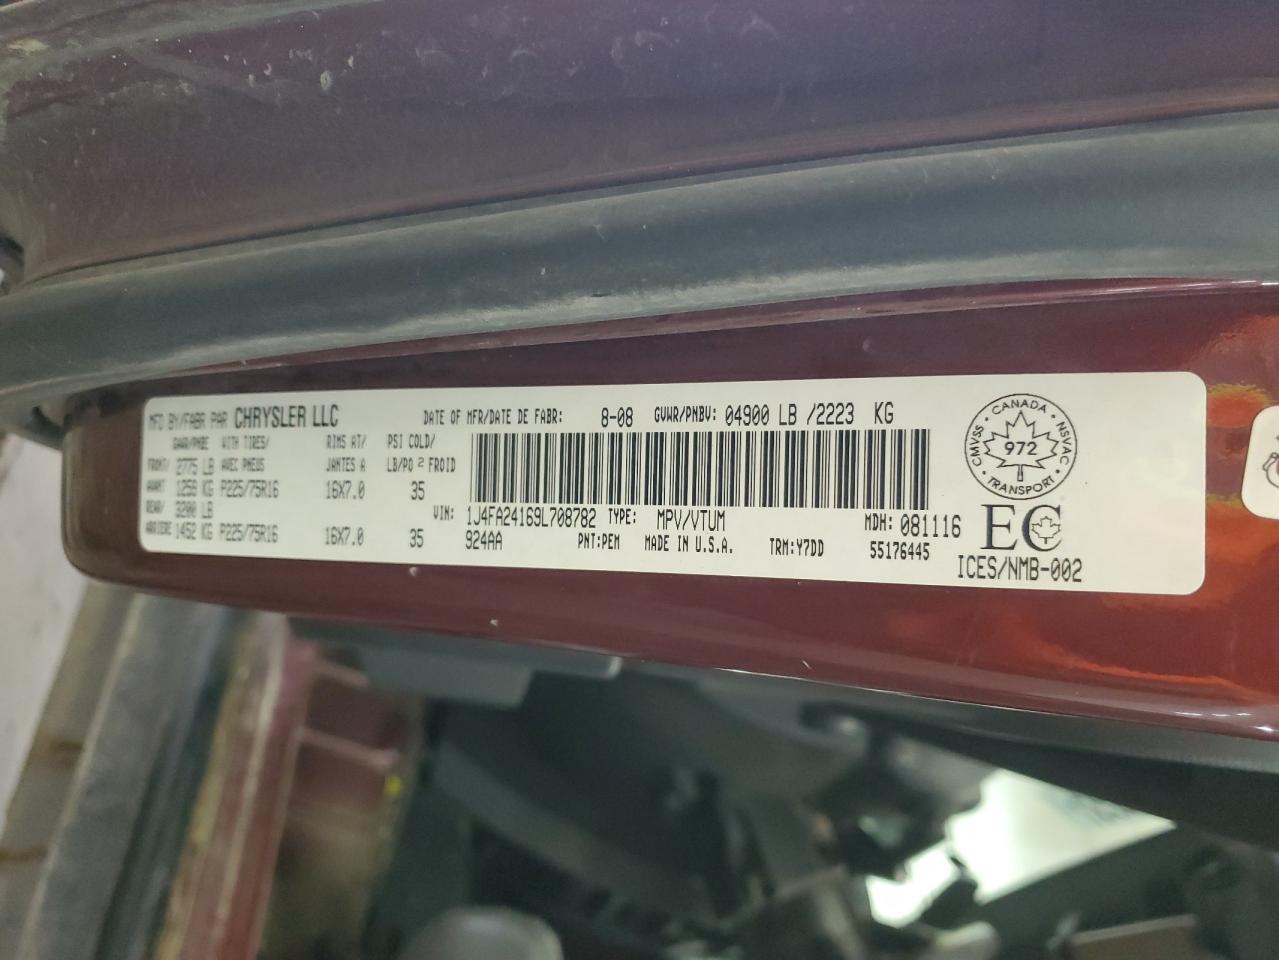 MFD BY/FABR PAR CHRYSLER LLC DATE OF MFR/DATE DE FABR: 8-08 GVWR/PNBV: 04900 LB /2223 KG
GAWR/PNBE WITH TIRES/ RIMS AT/ PSI COLD/
FRONT/ 2775 LB AVEC PNEUS JANTES A LB/PO 2 FROID
AVANT 1259 KG P225/75R16 16X7.0 35
REAR/ 3200 LB
ARRIERE 1452 KG P225/75R16 16X7.0 35
VIN: 1J4FA24169L708782 TYPE: MPV/VTUM MDH: 081116
924AA PNT:PEM MADE IN U.S.A. TRM:Y7DD 55176445
CANADA
CMVSS 972 NSVAC
TRANSPORT
EC
ICES/NMB-002